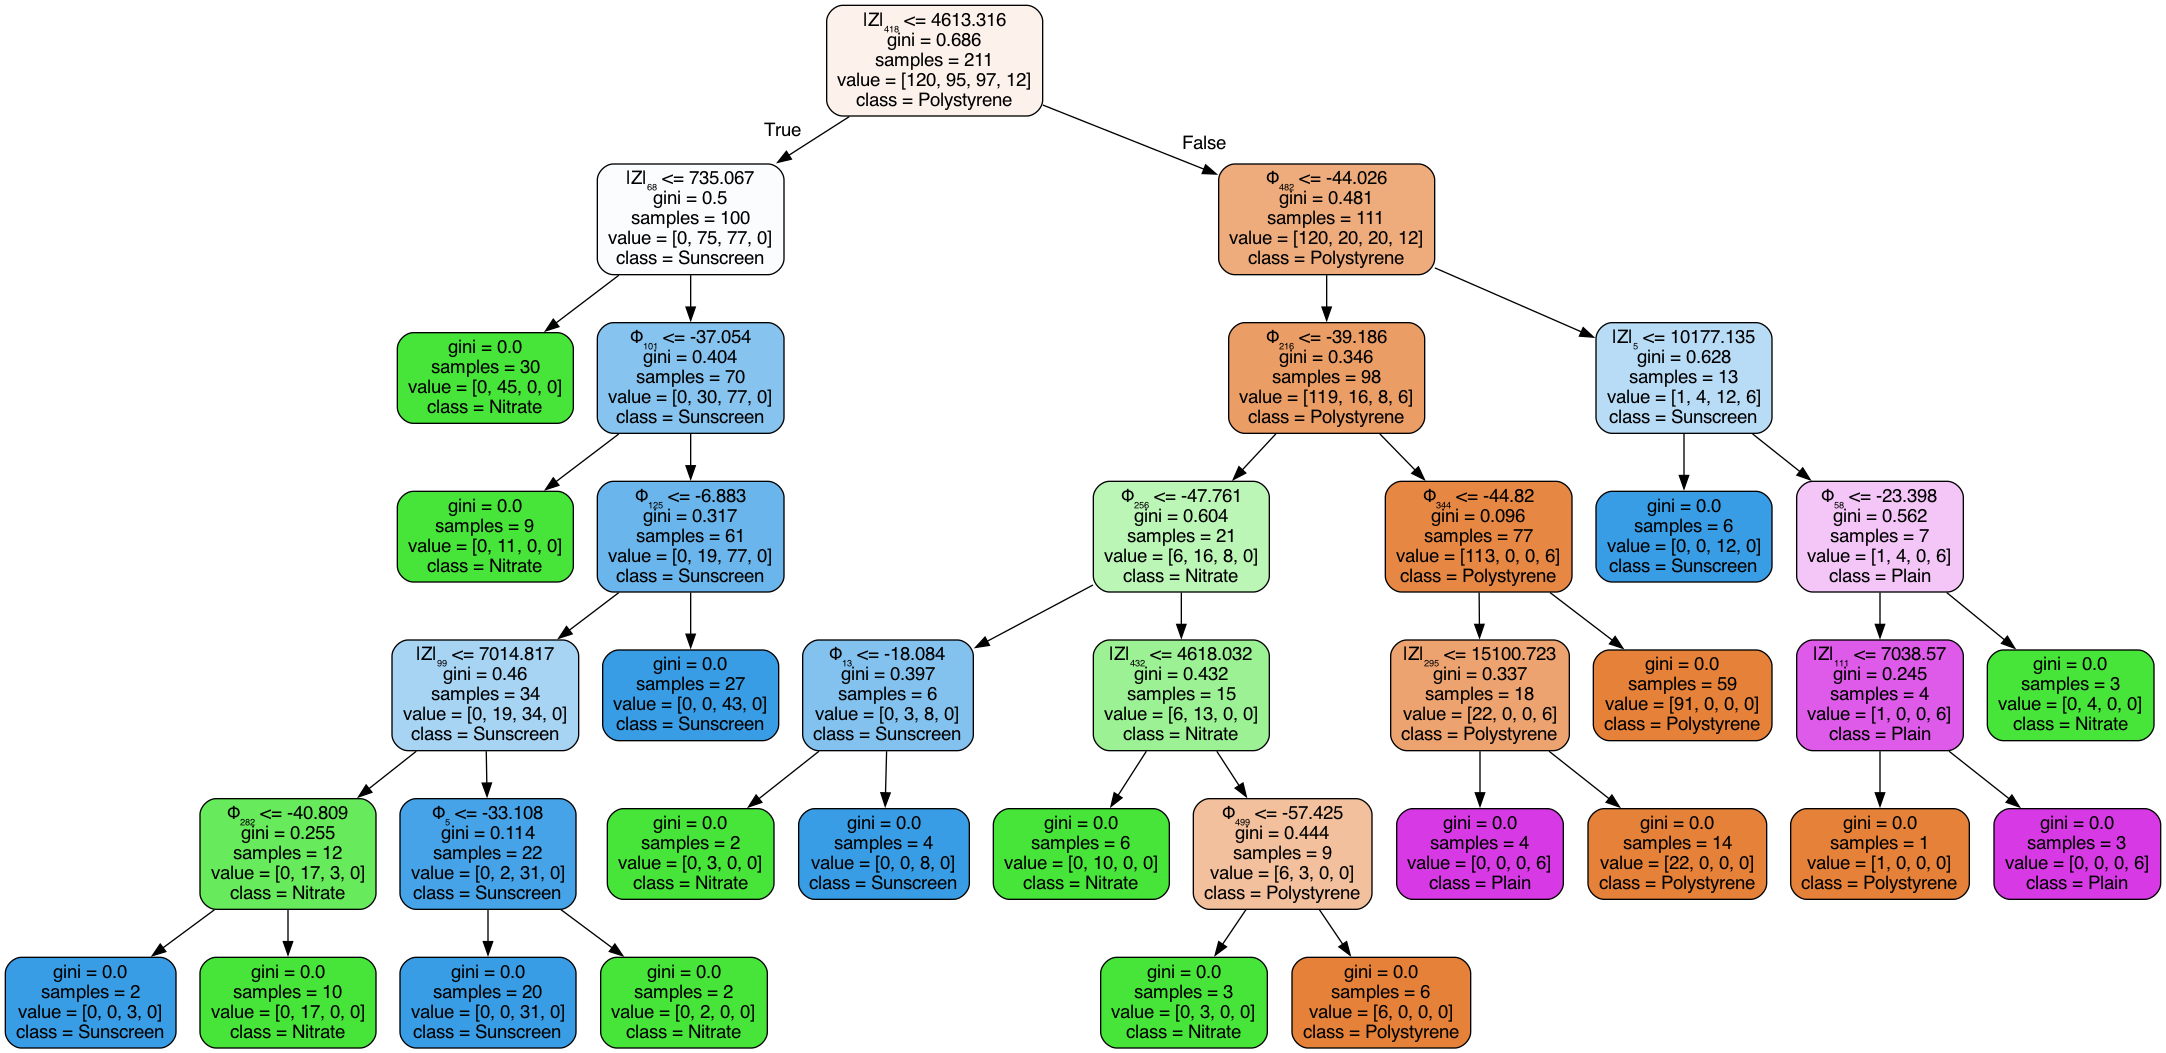 |Z|₄₁₈ <= 4613.316
gini = 0.686
samples = 211
value = [120, 95, 97, 12]
class = Polystyrene
True
False
|Z|₆₈ <= 735.067
gini = 0.5
samples = 100
value = [0, 75, 77, 0]
class = Sunscreen
Φ₄₈₂ <= -44.026
gini = 0.481
samples = 111
value = [120, 20, 20, 12]
class = Polystyrene
gini = 0.0
samples = 30
value = [0, 45, 0, 0]
class = Nitrate
Φ₁₀₁ <= -37.054
gini = 0.404
samples = 70
value = [0, 30, 77, 0]
class = Sunscreen
Φ₂₁₆ <= -39.186
gini = 0.346
samples = 98
value = [119, 16, 8, 6]
class = Polystyrene
|Z|₅ <= 10177.135
gini = 0.628
samples = 13
value = [1, 4, 12, 6]
class = Sunscreen
gini = 0.0
samples = 9
value = [0, 11, 0, 0]
class = Nitrate
Φ₁₂₅ <= -6.883
gini = 0.317
samples = 61
value = [0, 19, 77, 0]
class = Sunscreen
Φ₂₅₆ <= -47.761
gini = 0.604
samples = 21
value = [6, 16, 8, 0]
class = Nitrate
Φ₃₄₄ <= -44.82
gini = 0.096
samples = 77
value = [113, 0, 0, 6]
class = Polystyrene
gini = 0.0
samples = 6
value = [0, 0, 12, 0]
class = Sunscreen
Φ₅₈ <= -23.398
gini = 0.562
samples = 7
value = [1, 4, 0, 6]
class = Plain
|Z|₉₉ <= 7014.817
gini = 0.46
samples = 34
value = [0, 19, 34, 0]
class = Sunscreen
gini = 0.0
samples = 27
value = [0, 0, 43, 0]
class = Sunscreen
Φ₁₃ <= -18.084
gini = 0.397
samples = 6
value = [0, 3, 8, 0]
class = Sunscreen
|Z|₄₃₂ <= 4618.032
gini = 0.432
samples = 15
value = [6, 13, 0, 0]
class = Nitrate
|Z|₂₉₅ <= 15100.723
gini = 0.337
samples = 18
value = [22, 0, 0, 6]
class = Polystyrene
gini = 0.0
samples = 59
value = [91, 0, 0, 0]
class = Polystyrene
|Z|₁₁₁ <= 7038.57
gini = 0.245
samples = 4
value = [1, 0, 0, 6]
class = Plain
gini = 0.0
samples = 3
value = [0, 4, 0, 0]
class = Nitrate
Φ₂₈₂ <= -40.809
gini = 0.255
samples = 12
value = [0, 17, 3, 0]
class = Nitrate
Φ₅ <= -33.108
gini = 0.114
samples = 22
value = [0, 2, 31, 0]
class = Sunscreen
gini = 0.0
samples = 2
value = [0, 3, 0, 0]
class = Nitrate
gini = 0.0
samples = 4
value = [0, 0, 8, 0]
class = Sunscreen
gini = 0.0
samples = 6
value = [0, 10, 0, 0]
class = Nitrate
Φ₄₉₉ <= -57.425
gini = 0.444
samples = 9
value = [6, 3, 0, 0]
class = Polystyrene
gini = 0.0
samples = 4
value = [0, 0, 0, 6]
class = Plain
gini = 0.0
samples = 14
value = [22, 0, 0, 0]
class = Polystyrene
gini = 0.0
samples = 1
value = [1, 0, 0, 0]
class = Polystyrene
gini = 0.0
samples = 3
value = [0, 0, 0, 6]
class = Plain
gini = 0.0
samples = 2
value = [0, 0, 3, 0]
class = Sunscreen
gini = 0.0
samples = 10
value = [0, 17, 0, 0]
class = Nitrate
gini = 0.0
samples = 20
value = [0, 0, 31, 0]
class = Sunscreen
gini = 0.0
samples = 2
value = [0, 2, 0, 0]
class = Nitrate
gini = 0.0
samples = 3
value = [0, 3, 0, 0]
class = Nitrate
gini = 0.0
samples = 6
value = [6, 0, 0, 0]
class = Polystyrene